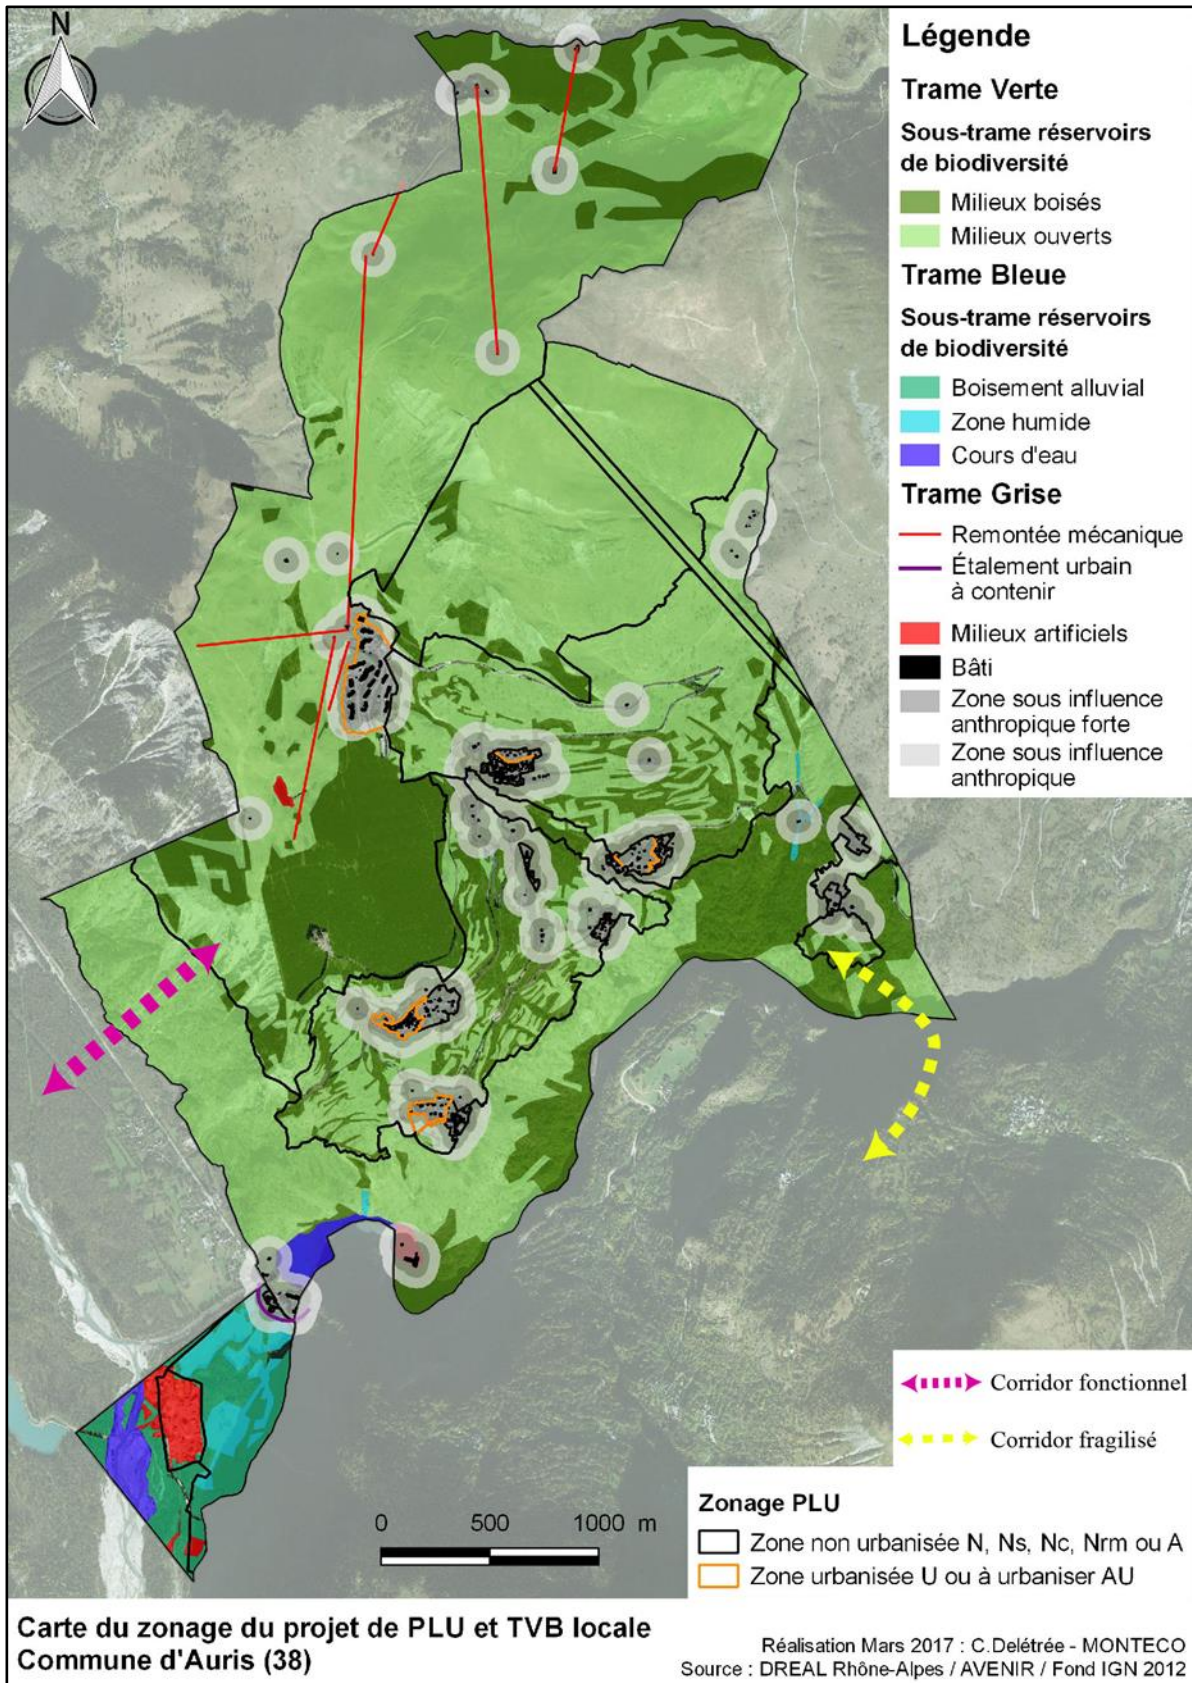 N
Légende
Trame Verte
Sous-trame réservoirs
de biodiversité
Milieux boisés
Milieux ouverts
Trame Bleue
Sous-trame réservoirs
de biodiversité
Boisement alluvial
Zone humide
Cours d'eau
Trame Grise
Remontée mécanique
Étalement urbain
à contenir
Milieux artificiels
Bâti
Zone sous influence
anthropique forte
Zone sous influence
anthropique
Corridor fonctionnel
Corridor fragilisé
Zonage PLU
Zone non urbanisée N, Ns, Nc, Nrm ou A
Zone urbanisée U ou à urbaniser AU
0 500 1000 m
Carte du zonage du projet de PLU et TVB locale
Commune d'Auris (38)
Réalisation Mars 2017 : C.Delétrée - MONTECO
Source : DREAL Rhône-Alpes / AVENIR / Fond IGN 2012